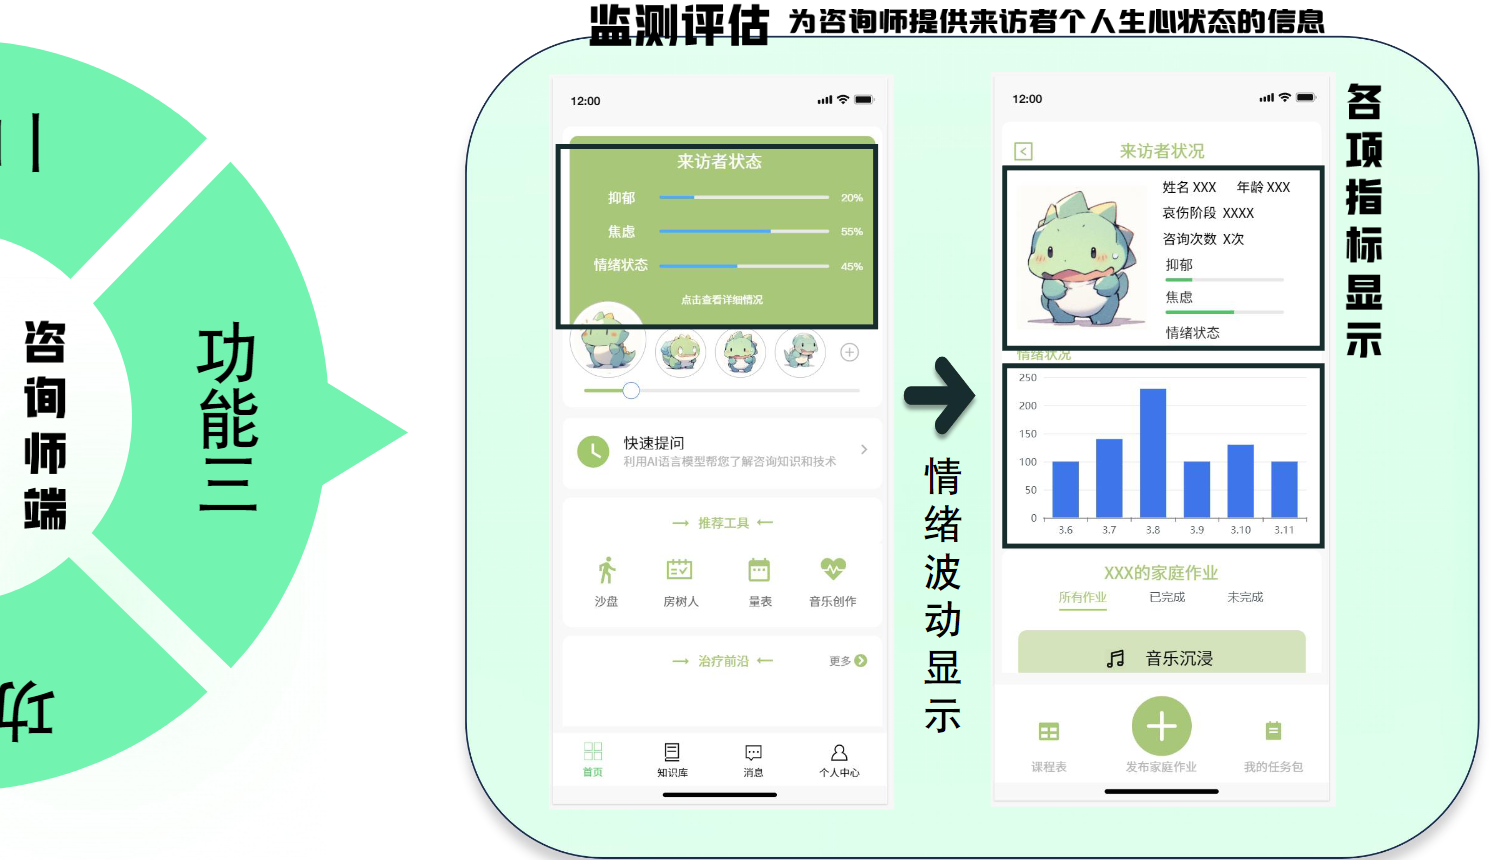 监测评估 为咨询师提供来访者个人生心状态的信息
咨询师端
功能三
功
12:00
来访者状态
抑郁 20%
焦虑 55%
情绪状态 45%
点击查看详细情况
快速提问
利用AI语言模型帮您了解咨询知识和技术
推荐工具
沙盘 房树人 量表 音乐创作
治疗前沿 更多
首页 知识库 消息 个人中心
情绪波动显示
12:00
来访者状况
姓名 XXX 年龄 XXX
哀伤阶段 XXXX
咨询次数 X次
抑郁
焦虑
情绪状态
情绪状况
250
200
150
100
50
0
3.6 3.7 3.8 3.9 3.10 3.11
XXX的家庭作业
所有作业 已完成 未完成
音乐沉浸
课程表 发布家庭作业 我的任务包
各项指标显示